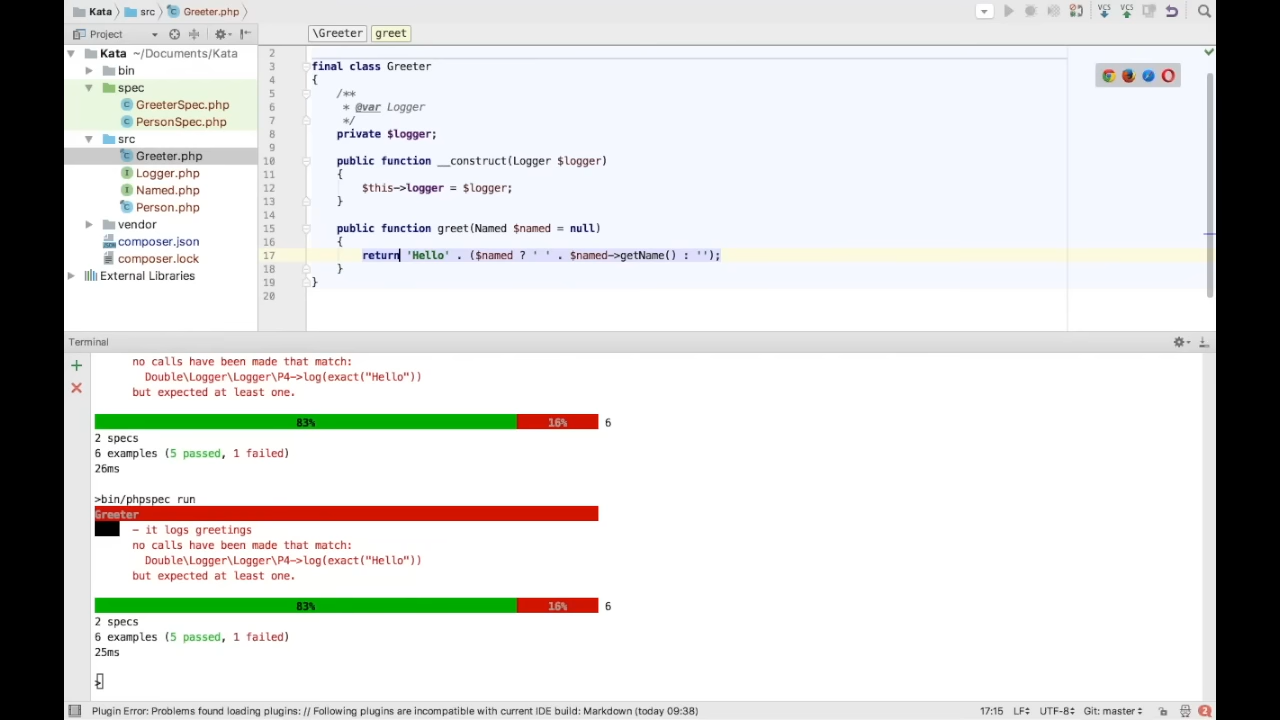 Kata src Greeter.php
Project
\Greeter greet
Kata ~/Documents/Kata
bin
spec
GreeterSpec.php
PersonSpec.php
src
Greeter.php
Logger.php
Named.php
Person.php
vendor
composer.json
composer.lock
External Libraries
2
3 final class Greeter
4 {
5 /**
6 * @var Logger
7 */
8 private $logger;
9
10 public function __construct(Logger $logger)
11 {
12 $this->logger = $logger;
13 }
14
15 public function greet(Named $named = null)
16 {
17 return 'Hello' . ($named ? ' ' . $named->getName() : '');
18 }
19 }
20
Terminal
no calls have been made that match:
Double\Logger\Logger\P4->log(exact("Hello"))
but expected at least one.
83% 16% 6
2 specs
6 examples (5 passed, 1 failed)
26ms
>bin/phpspec run
Greeter
– it logs greetings
no calls have been made that match:
Double\Logger\Logger\P4->log(exact("Hello"))
but expected at least one.
83% 16% 6
2 specs
6 examples (5 passed, 1 failed)
25ms
>
Plugin Error: Problems found loading plugins: // Following plugins are incompatible with current IDE build: Markdown (today 09:38) 17:15 LF UTF-8 Git: master 2